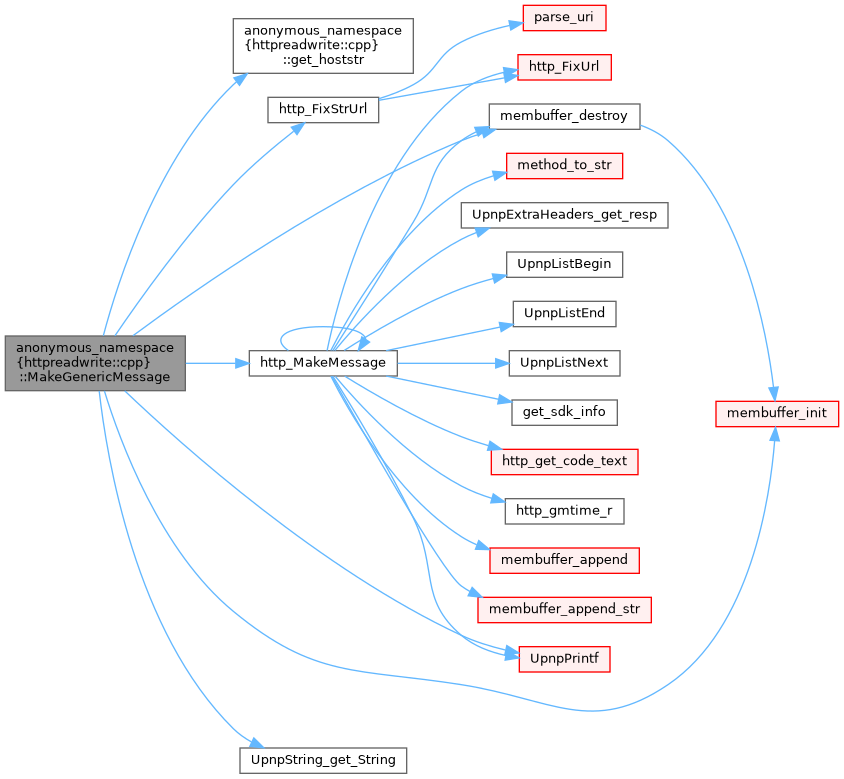 anonymous_namespace
{httpreadwrite::cpp}
::MakeGenericMessage
anonymous_namespace
{httpreadwrite::cpp}
::get_hoststr
http_FixStrUrl
http_MakeMessage
UpnpString_get_String
parse_uri
http_FixUrl
membuffer_destroy
method_to_str
UpnpExtraHeaders_get_resp
UpnpListBegin
UpnpListEnd
UpnpListNext
get_sdk_info
http_get_code_text
http_gmtime_r
membuffer_append
membuffer_append_str
UpnpPrintf
membuffer_init